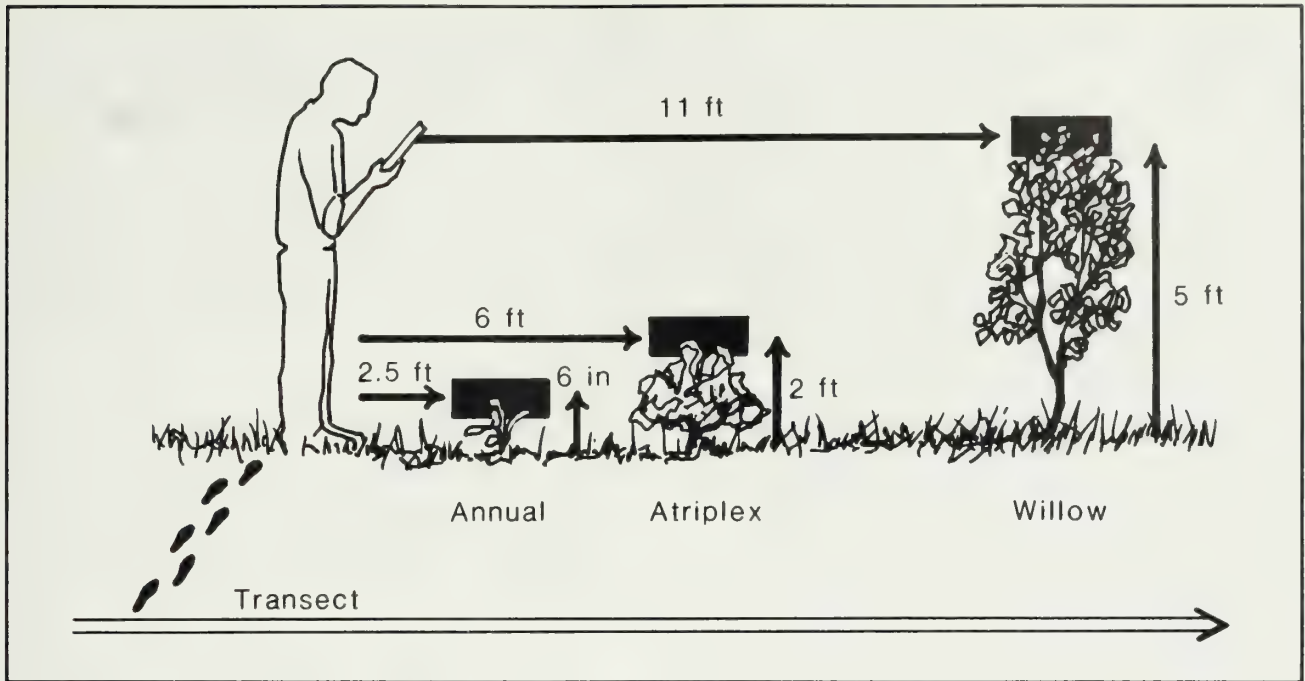 11 ft
5 ft
6 ft
2.5 ft
6 in
2 ft
Annual
Atriplex
Willow
Transect